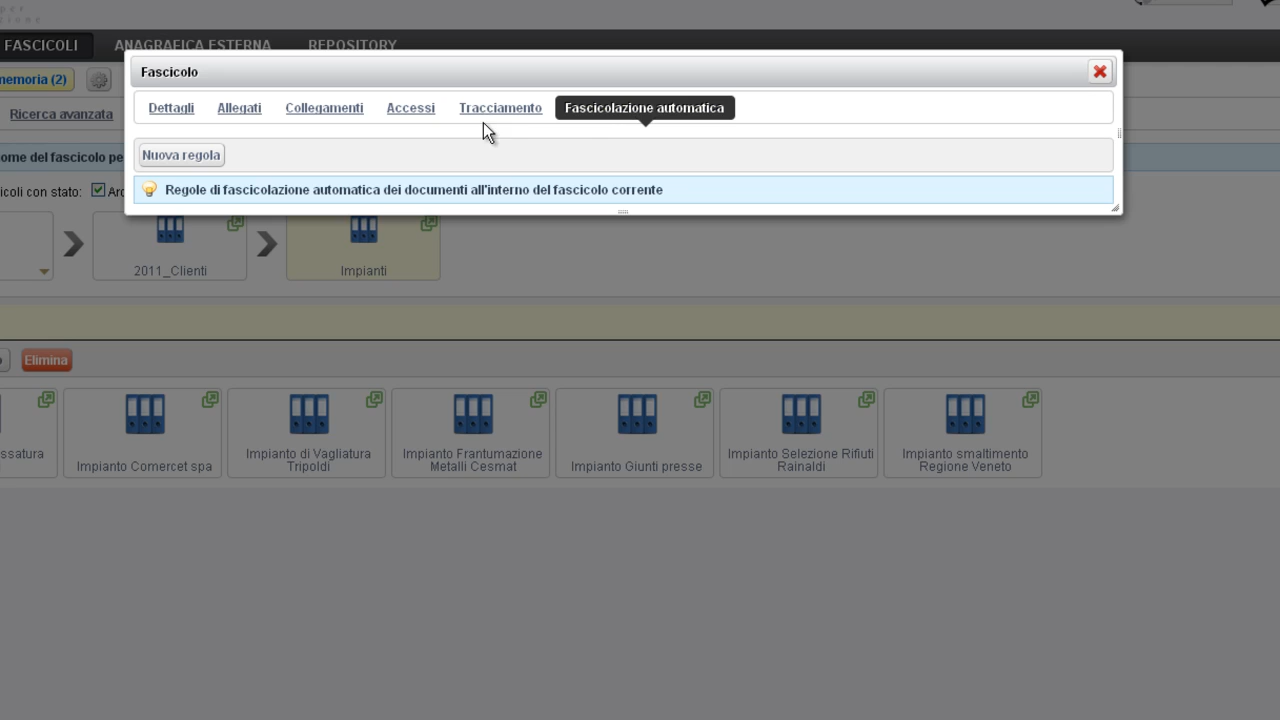 FASCICOLI ANAGRAFICA ESTERNA REPOSITORY
memoria (2)
Ricerca avanzata
Fascicolo
Dettagli Allegati Collegamenti Accessi Tracciamento Fascicolazione automatica
Nuova regola
ome del fascicolo pe
Regole di fascicolazione automatica dei documenti all'interno del fascicolo corrente
icoli con stato: Arc
2011_Clienti Impianti
Elimina
ssatura
Impianto Comercet spa
Impianto di Vagliatura
Tripoldi
Impianto Frantumazione
Metalli Cesmat
Impianto Giunti presse
Impianto Selezione Rifiuti
Rainaldi
Impianto smaltimento
Regione Veneto